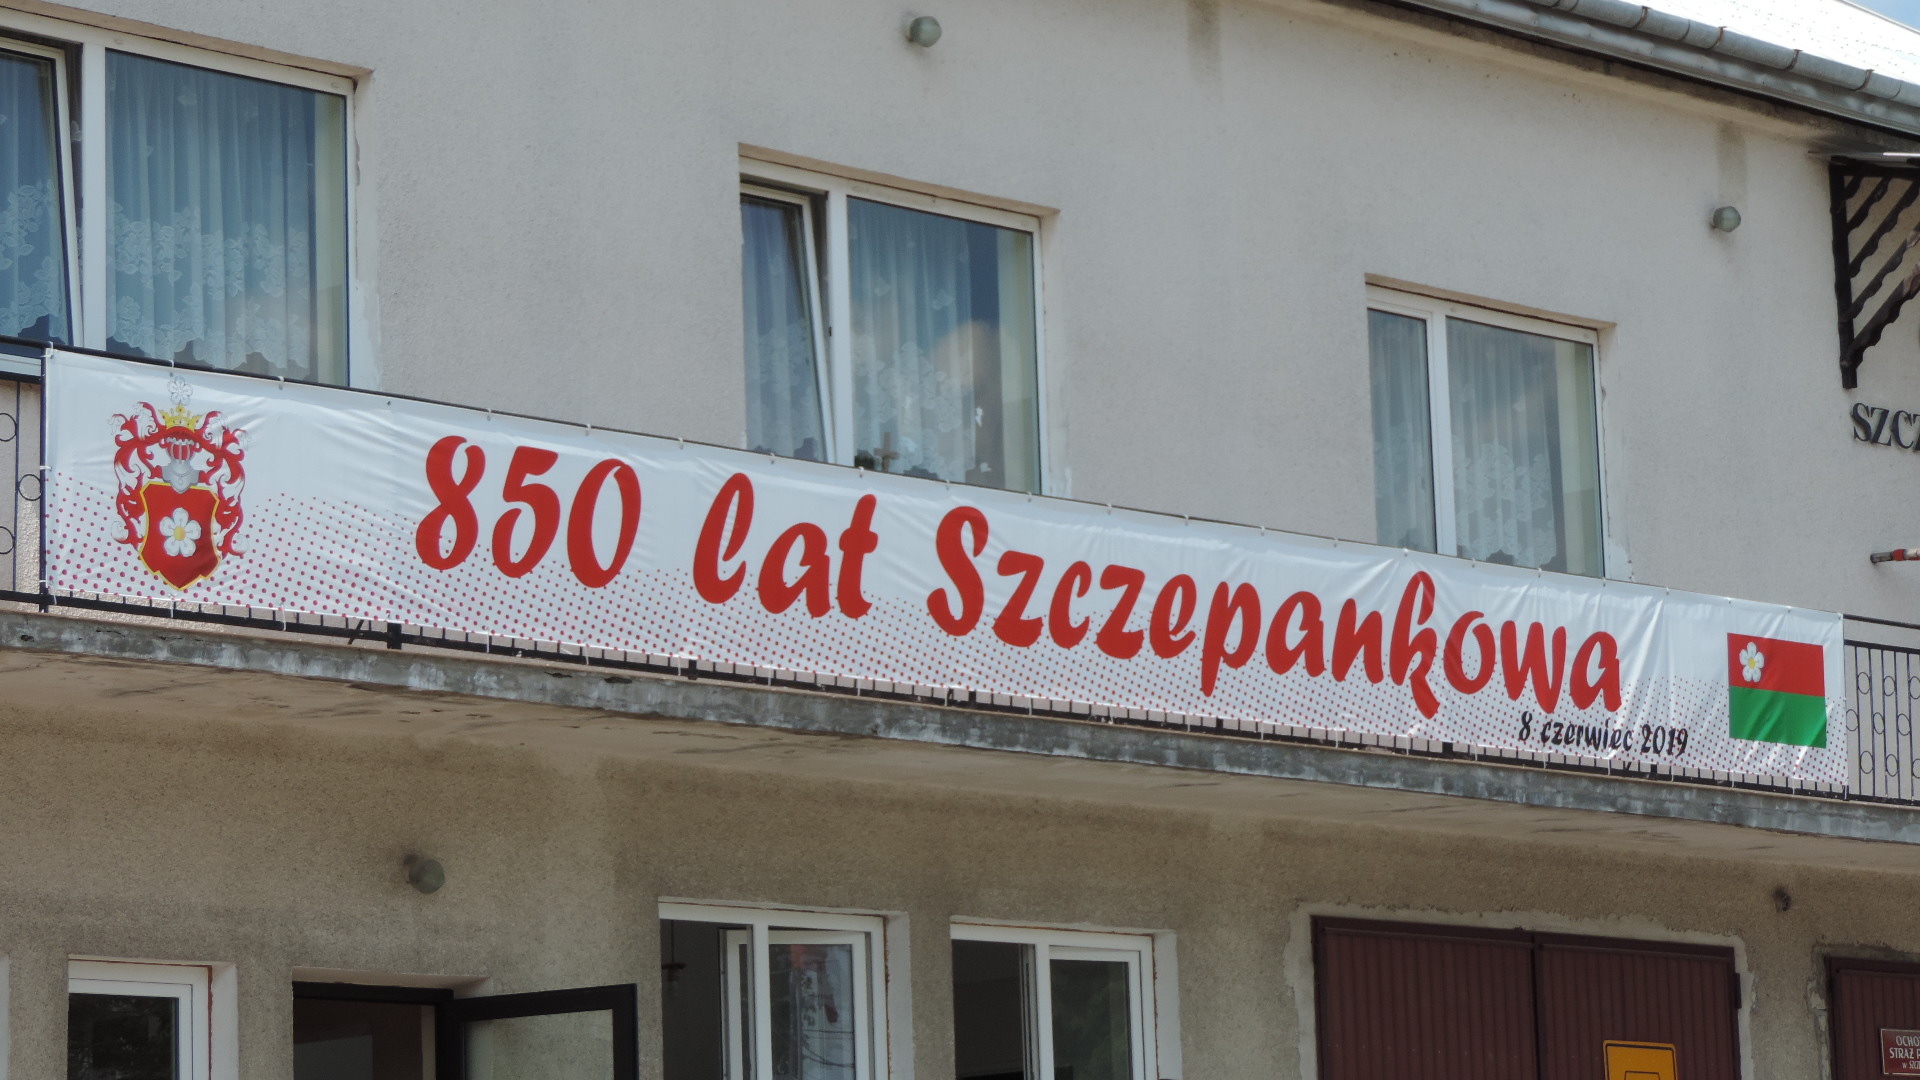 850 lat Szczepankowa
8 czerwiec 2019